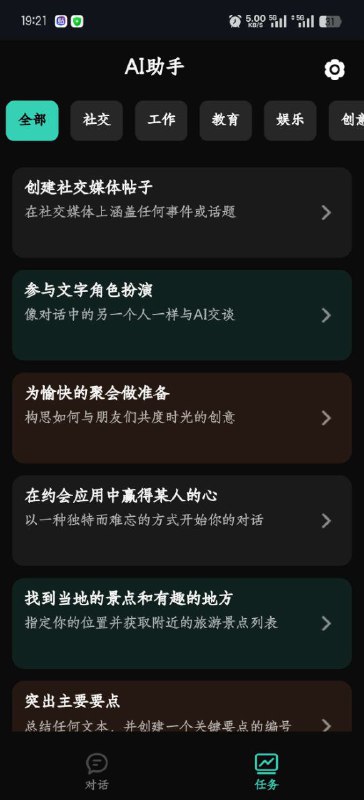 19:21
5.00 KB/S 5G 5G 31
AI助手
全部 社交 工作 教育 娱乐 创意
创建社交媒体帖子
在社交媒体上涵盖任何事件或话题
参与文字角色扮演
像对话中的另一个人一样与AI交谈
为愉快的聚会做准备
构思如何与朋友们共度时光的创意
在约会应用中赢得某人的心
以一种独特而难忘的方式开始你的对话
找到当地的景点和有趣的地方
指定你的位置并获取附近的旅游景点列表
突出主要要点
总结任何文本，并创建一个关键要点的编号
对话 任务